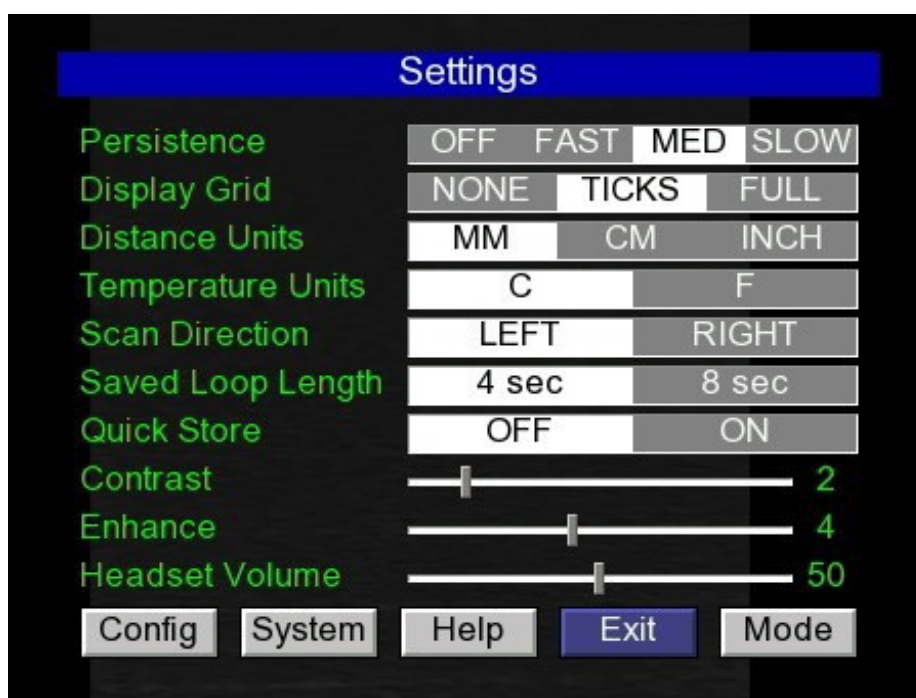 Settings
Persistence OFF FAST MED SLOW
Display Grid NONE TICKS FULL
Distance Units MM CM INCH
Temperature Units C F
Scan Direction LEFT RIGHT
Saved Loop Length 4 sec 8 sec
Quick Store OFF ON
Contrast 2
Enhance 4
Headset Volume 50
Config System Help Exit Mode